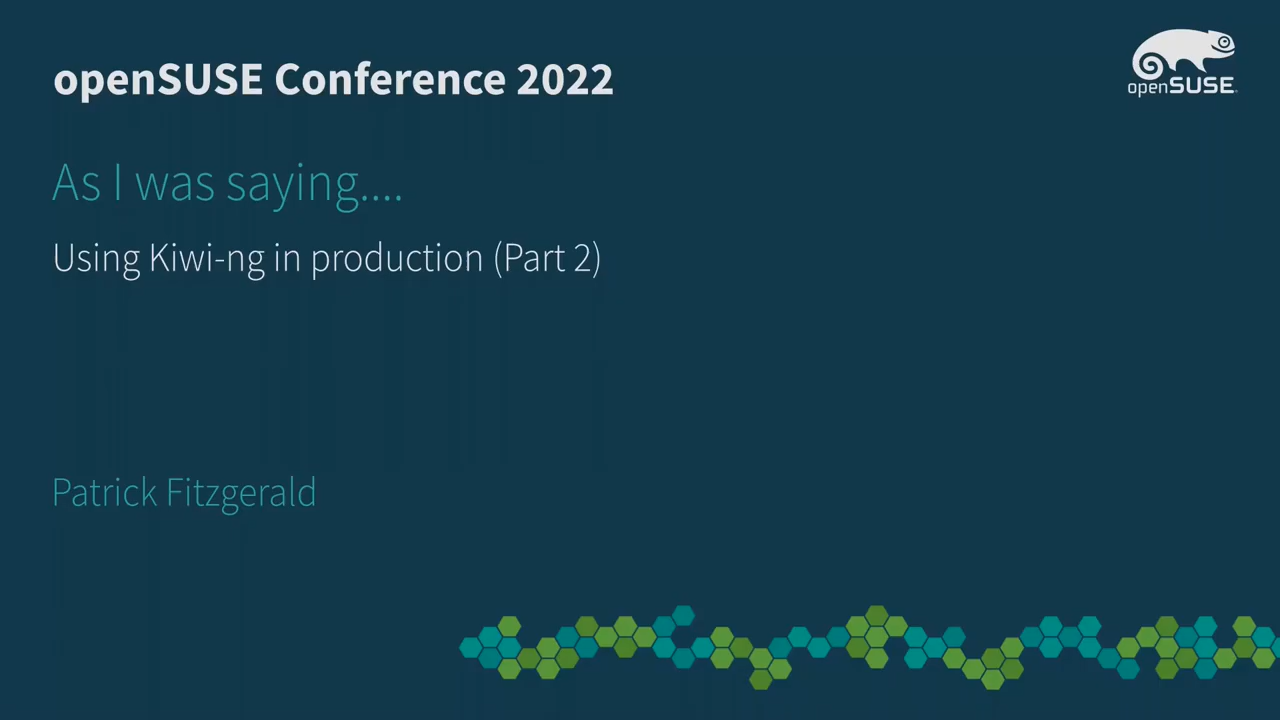 openSUSE Conference 2022
openSUSE
As I was saying....
Using Kiwi-ng in production (Part 2)
Patrick Fitzgerald